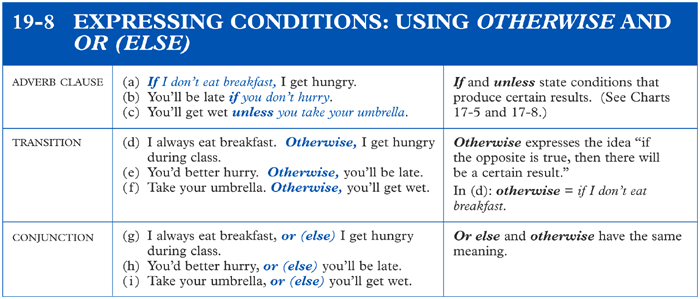 19-8 EXPRESSING CONDITIONS: USING OTHERWISE AND
OR (ELSE)
ADVERB CLAUSE
(a) If I don't eat breakfast, I get hungry.
(b) You'll be late if you don't hurry.
(c) You'll get wet unless you take your umbrella.
If and unless state conditions that
produce certain results. (See Charts
17-5 and 17-8.)
TRANSITION
(d) I always eat breakfast. Otherwise, I get hungry
during class.
(e) You'd better hurry. Otherwise, you'll be late.
(f) Take your umbrella. Otherwise, you'll get wet.
Otherwise expresses the idea "if
the opposite is true, then there will
be a certain result."
In (d): otherwise = if I don't eat
breakfast.
CONJUNCTION
(g) I always eat breakfast, or (else) I get hungry
during class.
(h) You'd better hurry, or (else) you'll be late.
(i) Take your umbrella, or (else) you'll get wet.
Or else and otherwise have the same
meaning.